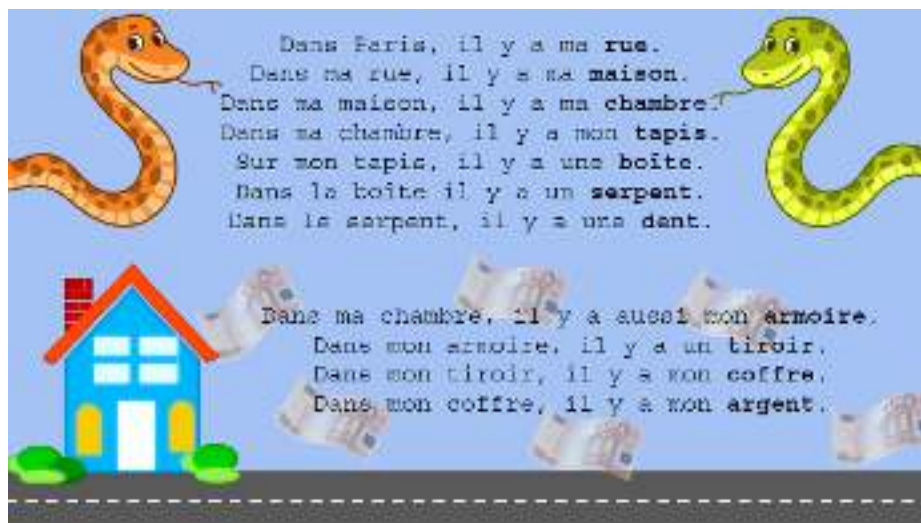 Dans Paris, il y a ma rue.
Dans ma rue, il y a ma maison.
Dans ma maison, il y a ma chambre.
Dans ma chambre, il y a mon tapis.
Sur mon tapis, il y a une boîte.
Dans la boîte il y a un serpent.
Dans le serpent, il y a une dent.
Dans ma chambre, il y a aussi mon armoire.
Dans mon armoire, il y a un tiroir.
Dans mon tiroir, il y a mon coffre.
Dans mon coffre, il y a mon argent.